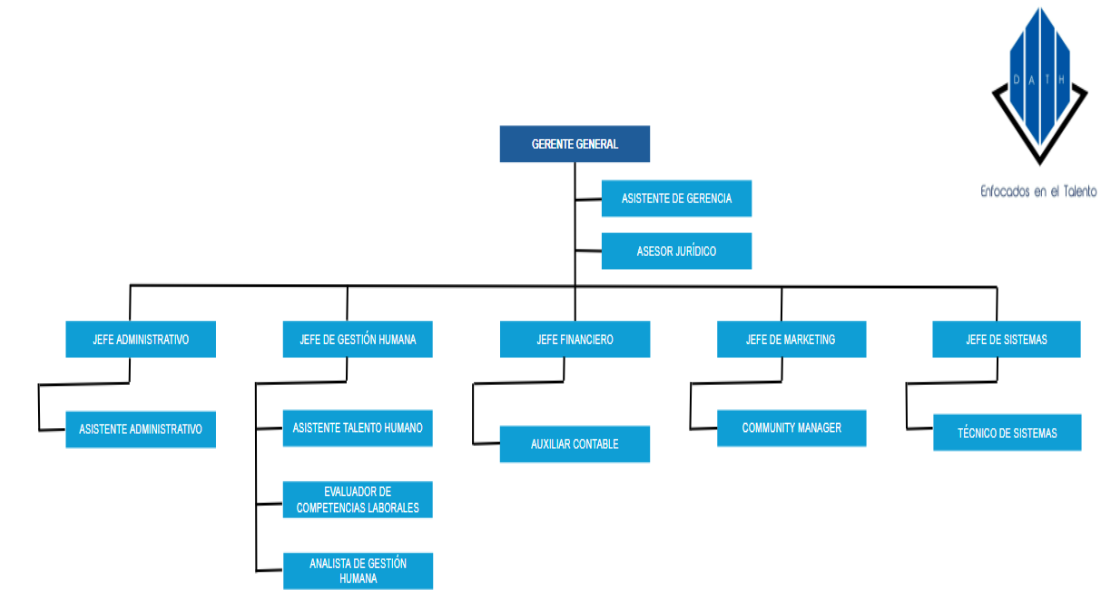 DATH
Enfocados en el Talento
GERENTE GENERAL
ASISTENTE DE GERENCIA
ASESOR JURÍDICO
JEFE ADMINISTRATIVO
JEFE DE GESTIÓN HUMANA
JEFE FINANCIERO
JEFE DE MARKETING
JEFE DE SISTEMAS
ASISTENTE ADMINISTRATIVO
ASISTENTE TALENTO HUMANO
AUXILIAR CONTABLE
COMMUNITY MANAGER
TÉCNICO DE SISTEMAS
EVALUADOR DE
COMPETENCIAS LABORALES
ANALISTA DE GESTIÓN
HUMANA